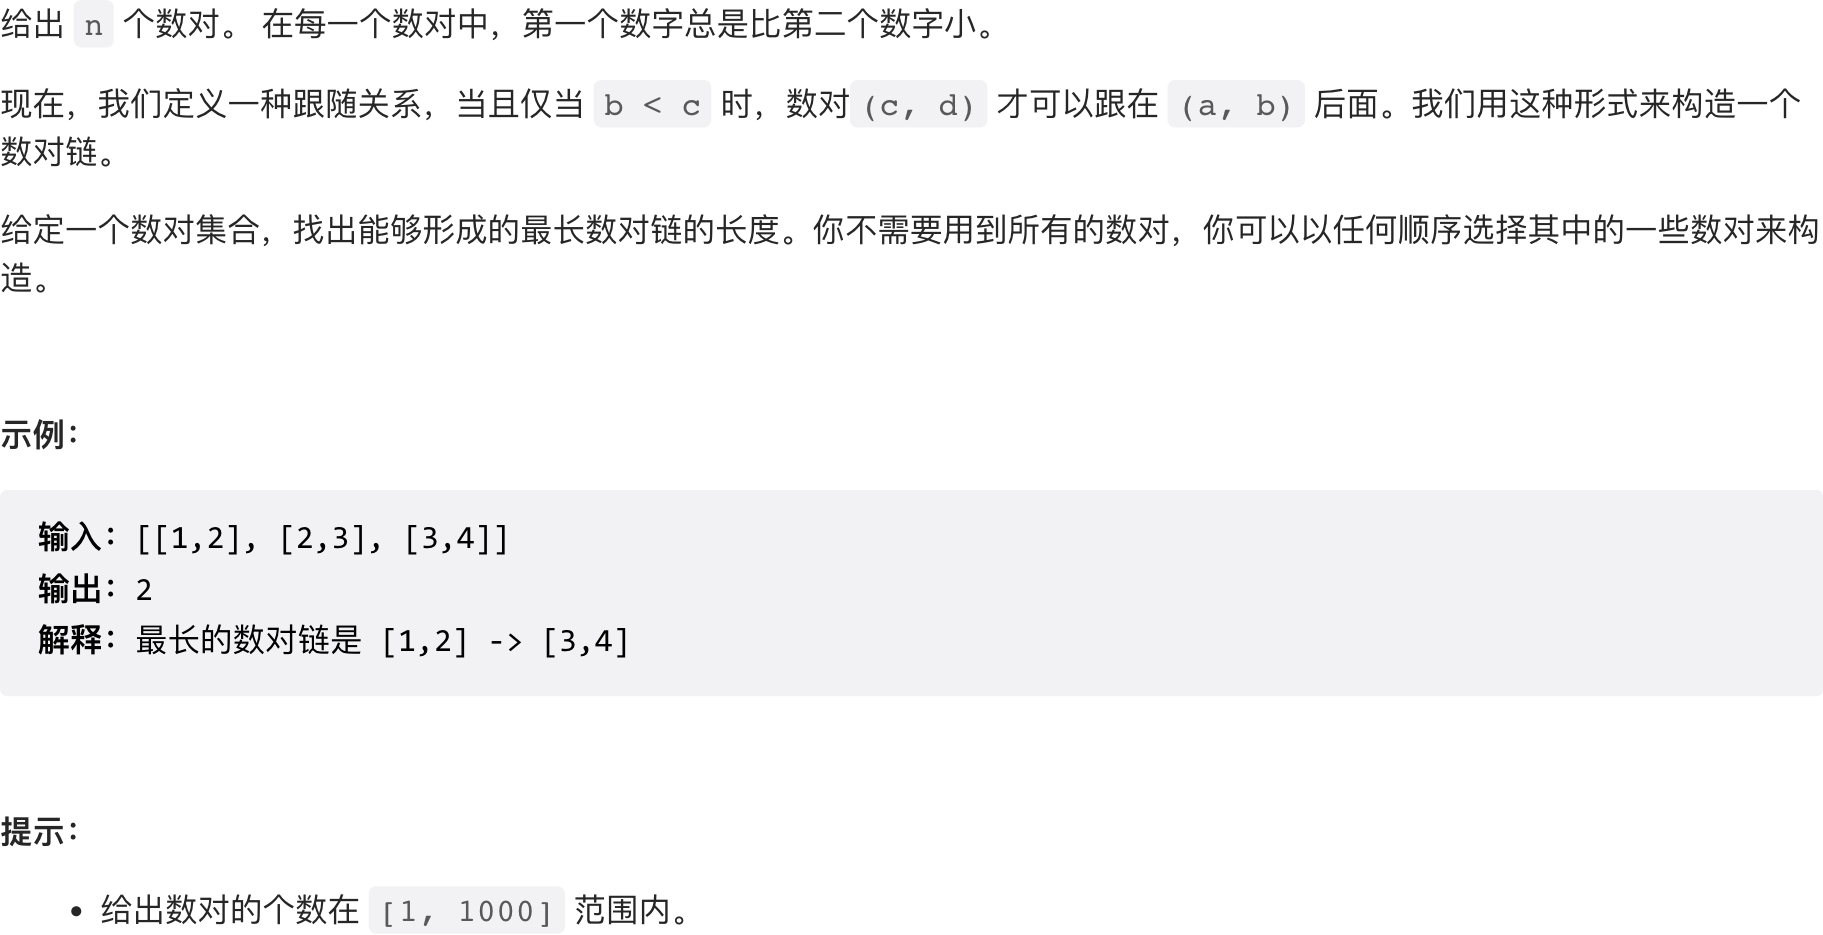 给出 n 个数对。 在每一个数对中，第一个数字总是比第二个数字小。
现在，我们定义一种跟随关系，当且仅当 b < c 时，数对(c, d) 才可以跟在 (a, b) 后面。我们用这种形式来构造一个
数对链。
给定一个数对集合，找出能够形成的最长数对链的长度。你不需要用到所有的数对，你可以以任何顺序选择其中的一些数对来构
造。
示例：
输入：[[1,2], [2,3], [3,4]]
输出：2
解释：最长的数对链是 [1,2] -> [3,4]
提示：
• 给出数对的个数在 [1, 1000] 范围内。